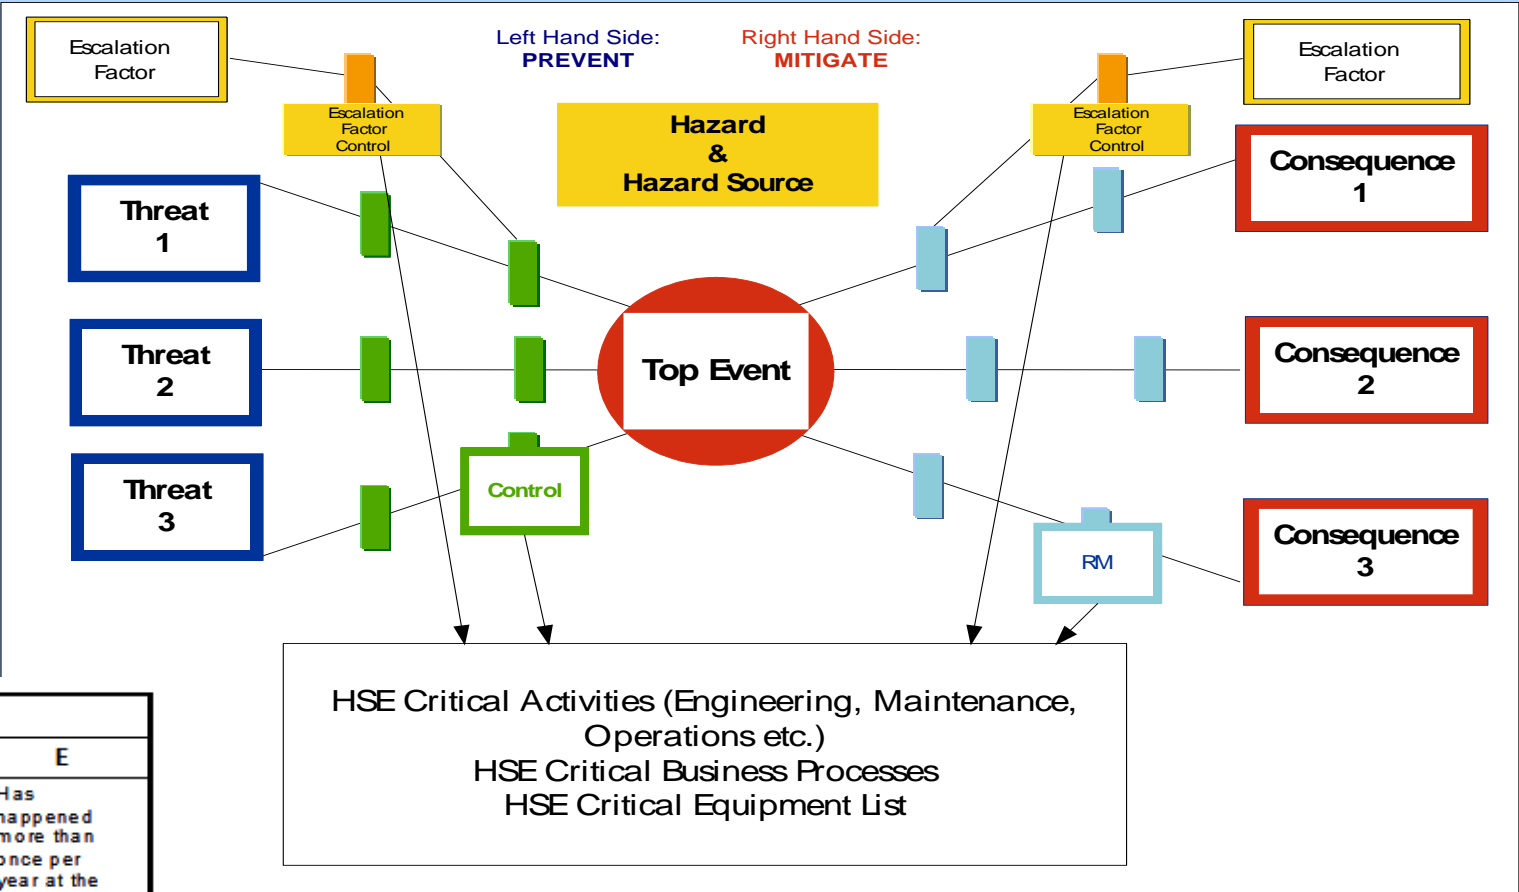 Escalation
Factor
Left Hand Side:
PREVENT
Right Hand Side:
MITIGATE
Escalation
Factor
Escalation
Factor
Control
Hazard
&
Hazard Source
Escalation
Factor
Control
Threat
1
Consequence
1
Threat
2
Top Event
Consequence
2
Threat
3
Control
RM
Consequence
3
HSE Critical Activities (Engineering, Maintenance,
Operations etc.)
HSE Critical Business Processes
HSE Critical Equipment List
E
Has
happened
more than
once per
year at the